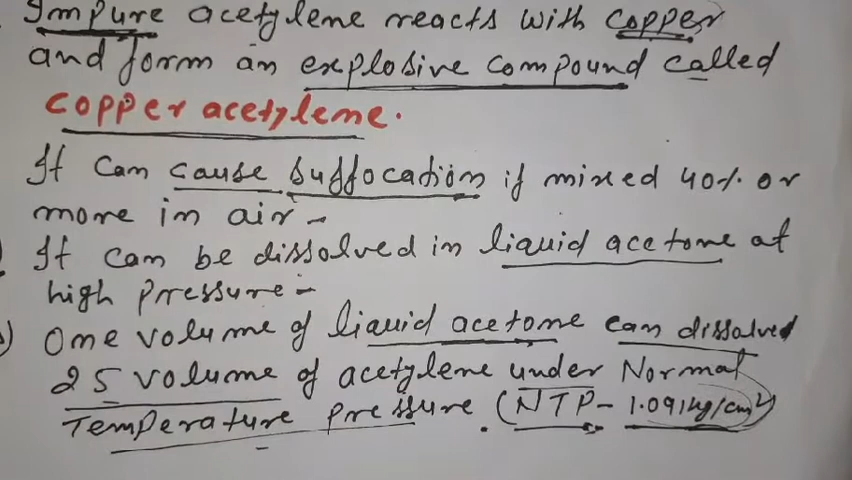 Impure acetylene reacts with copper
and form an explosive compound called
copper acetylene.
It can cause suffocation if mixed 40% or
more in air -
It can be dissolved in liquid acetone at
high pressure -
One volume of liquid acetone can dissolved
25 volume of acetylene under Normal
Temperature pressure. (NTP - 1.091kg/cm²)